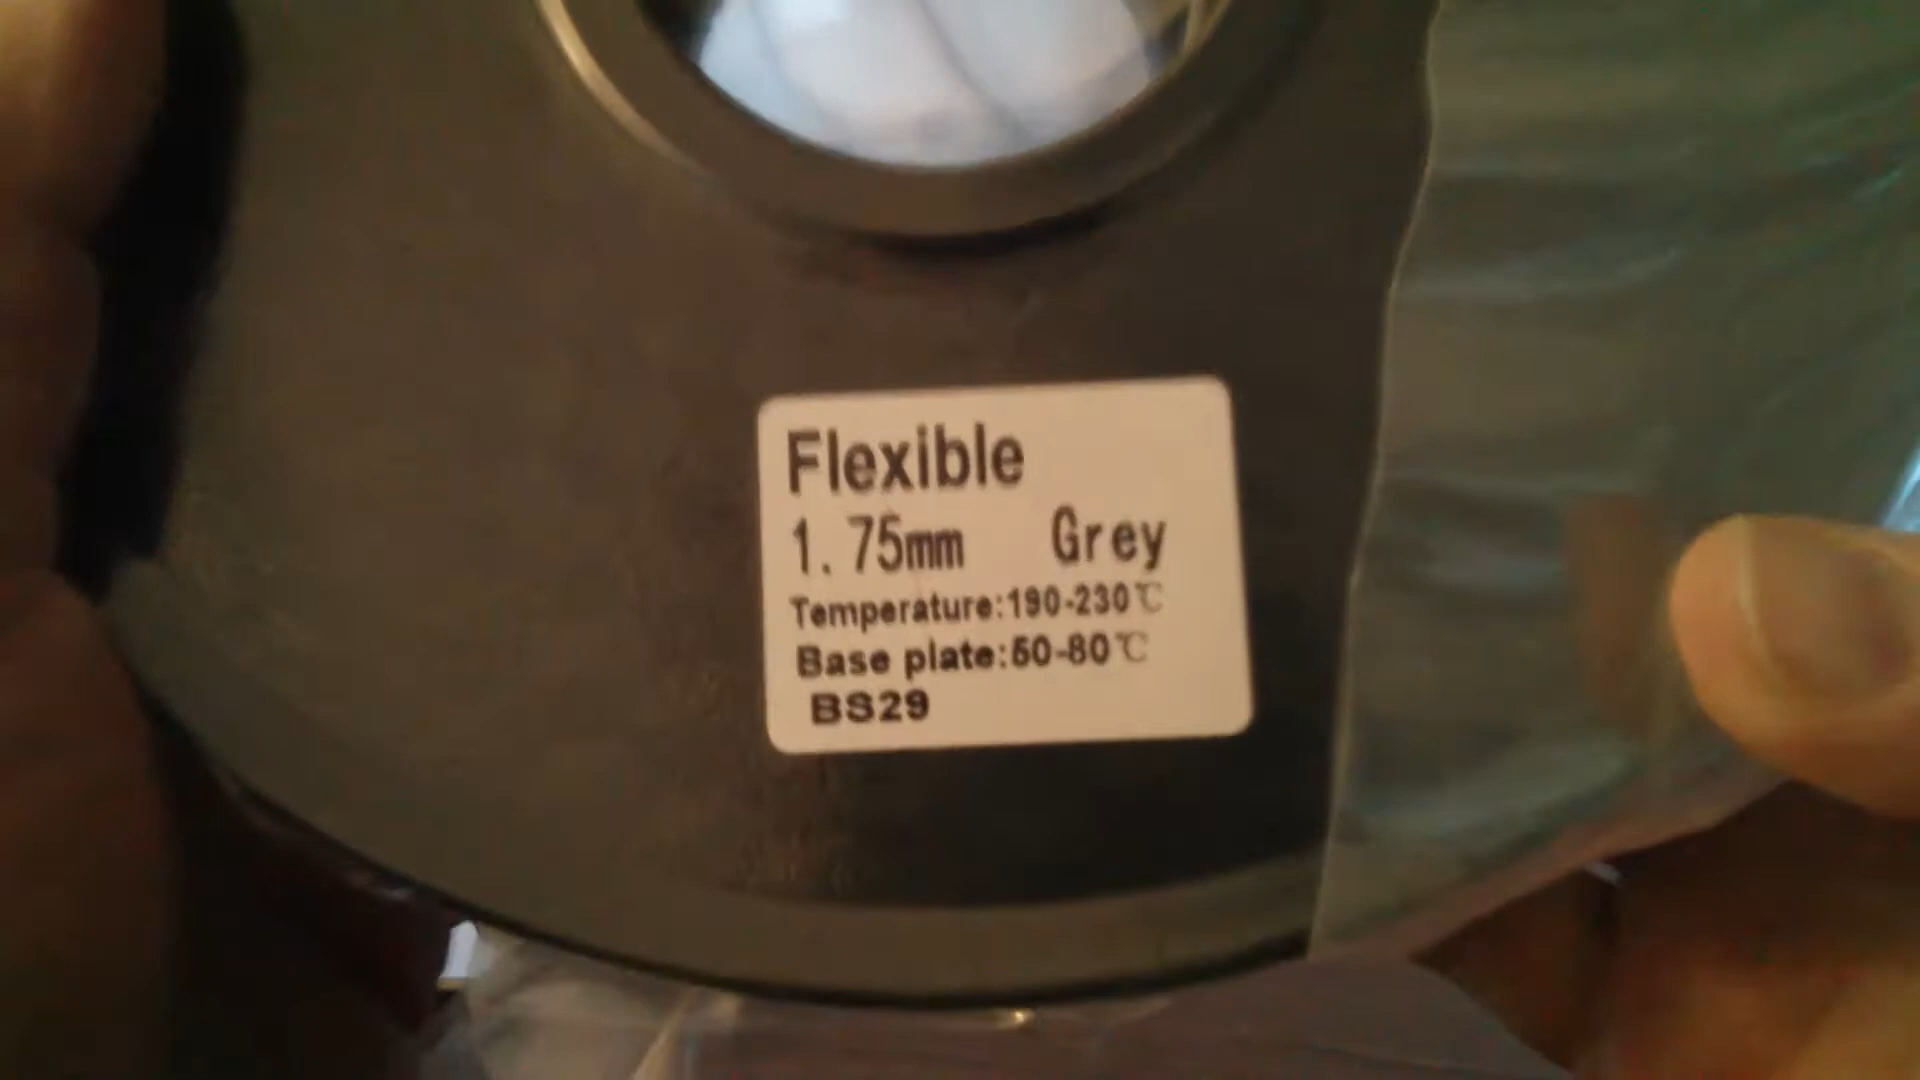 Flexible
1.75mm Grey
Temperature:190-230℃
Base plate:50-80℃
BS29